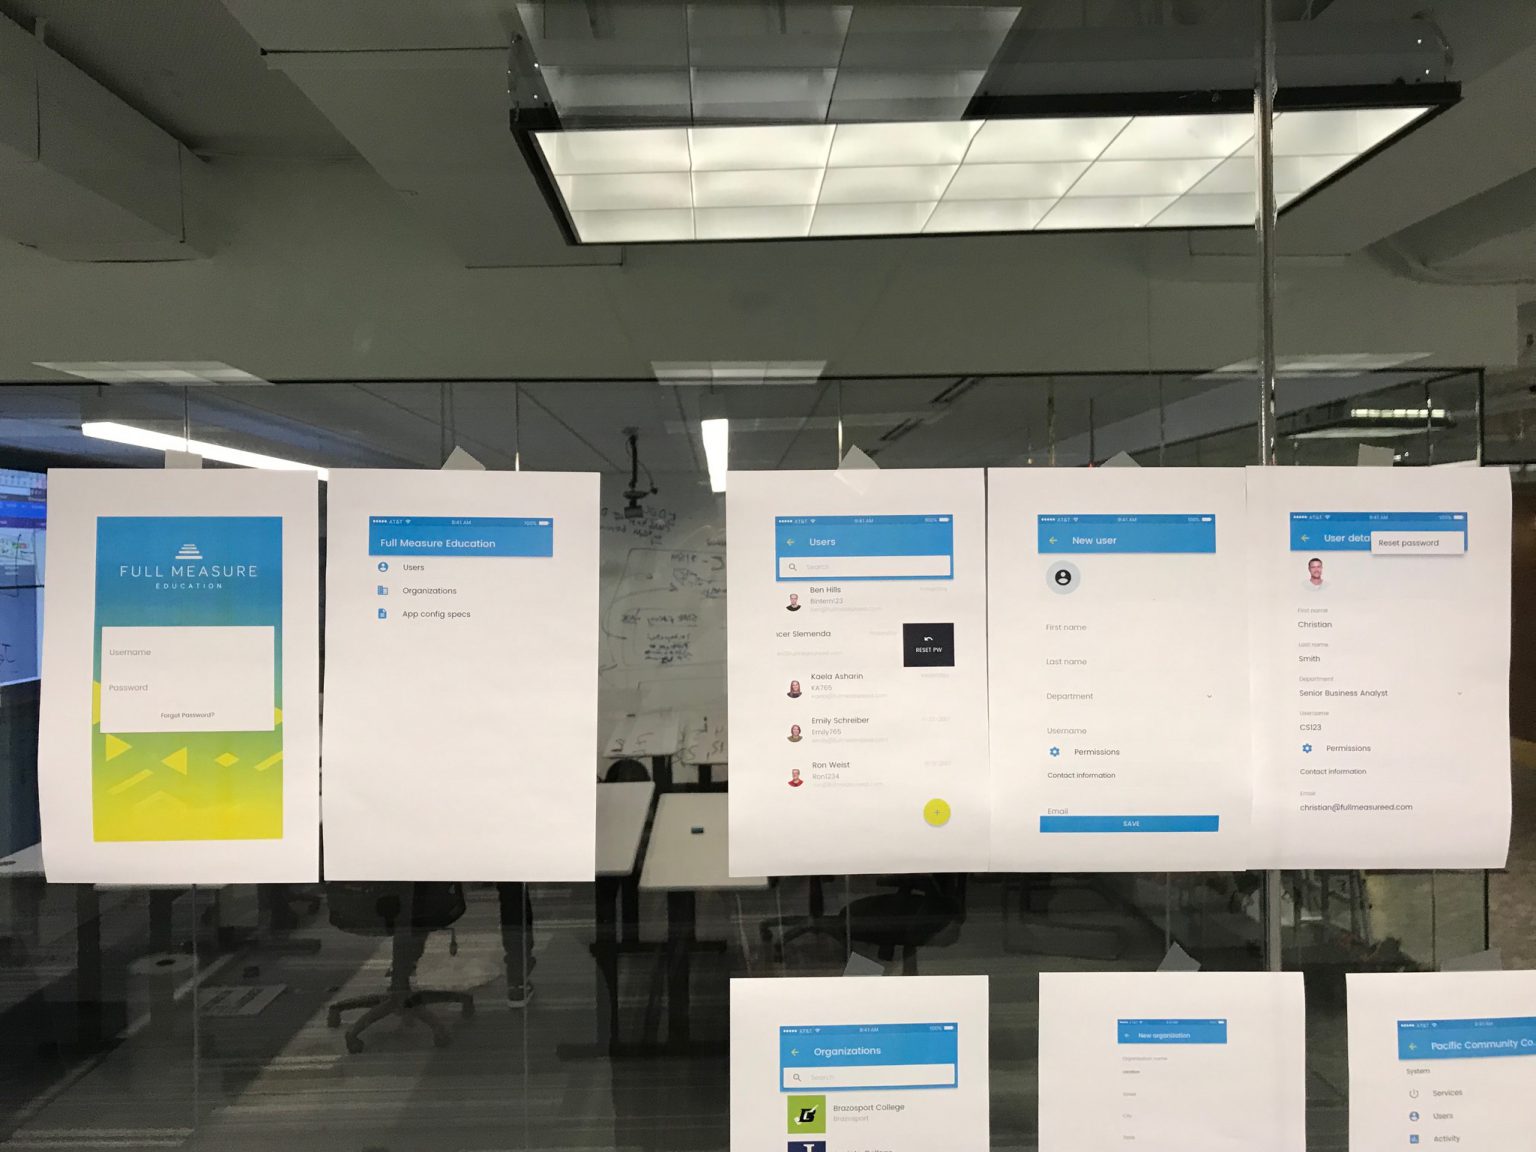 FULL MEASURE
EDUCATION
Username
Password
Forgot Password?
AT&T 9:41 AM 100%
Full Measure Education
Users
Organizations
App config specs
AT&T 9:41 AM 100%
Users
Search
Ben Hills
Bintern123
ncer Slemenda
RESET PW
Kaela Asharin
KA765
Emily Schreiber
Emily765
Ron Weist
Ron1234
+
AT&T 9:41 AM 100%
New user
First name
Last name
Department
Username
Permissions
Contact information
Email
SAVE
AT&T 9:41 AM 100%
User deta
Reset password
First name
Christian
Last name
Smith
Department
Senior Business Analyst
Username
CS123
Permissions
Contact information
Email
christian@fullmeasureed.com
AT&T 9:41 AM 100%
Organizations
Search
Brazosport College
Brazosport
New organization
Organization name
Email
City
State
AT&T 9:41 AM
Pacific Community Co...
System
Services
Users
Activity